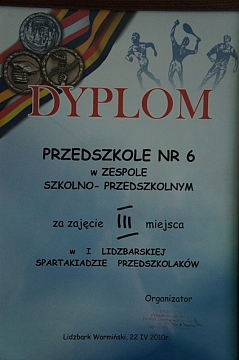 DYPLOM
PRZEDSZKOLE NR 6
w ZESPOLE
SZKOLNO- PRZEDSZKOLNYM
za zajęcie III miejsca
w I LIDZBARSKIEJ
SPARTAKIADZIE PRZEDSZKOLAKÓW
Organizator
Lidzbark Warmiński, 22 IV 2010r.